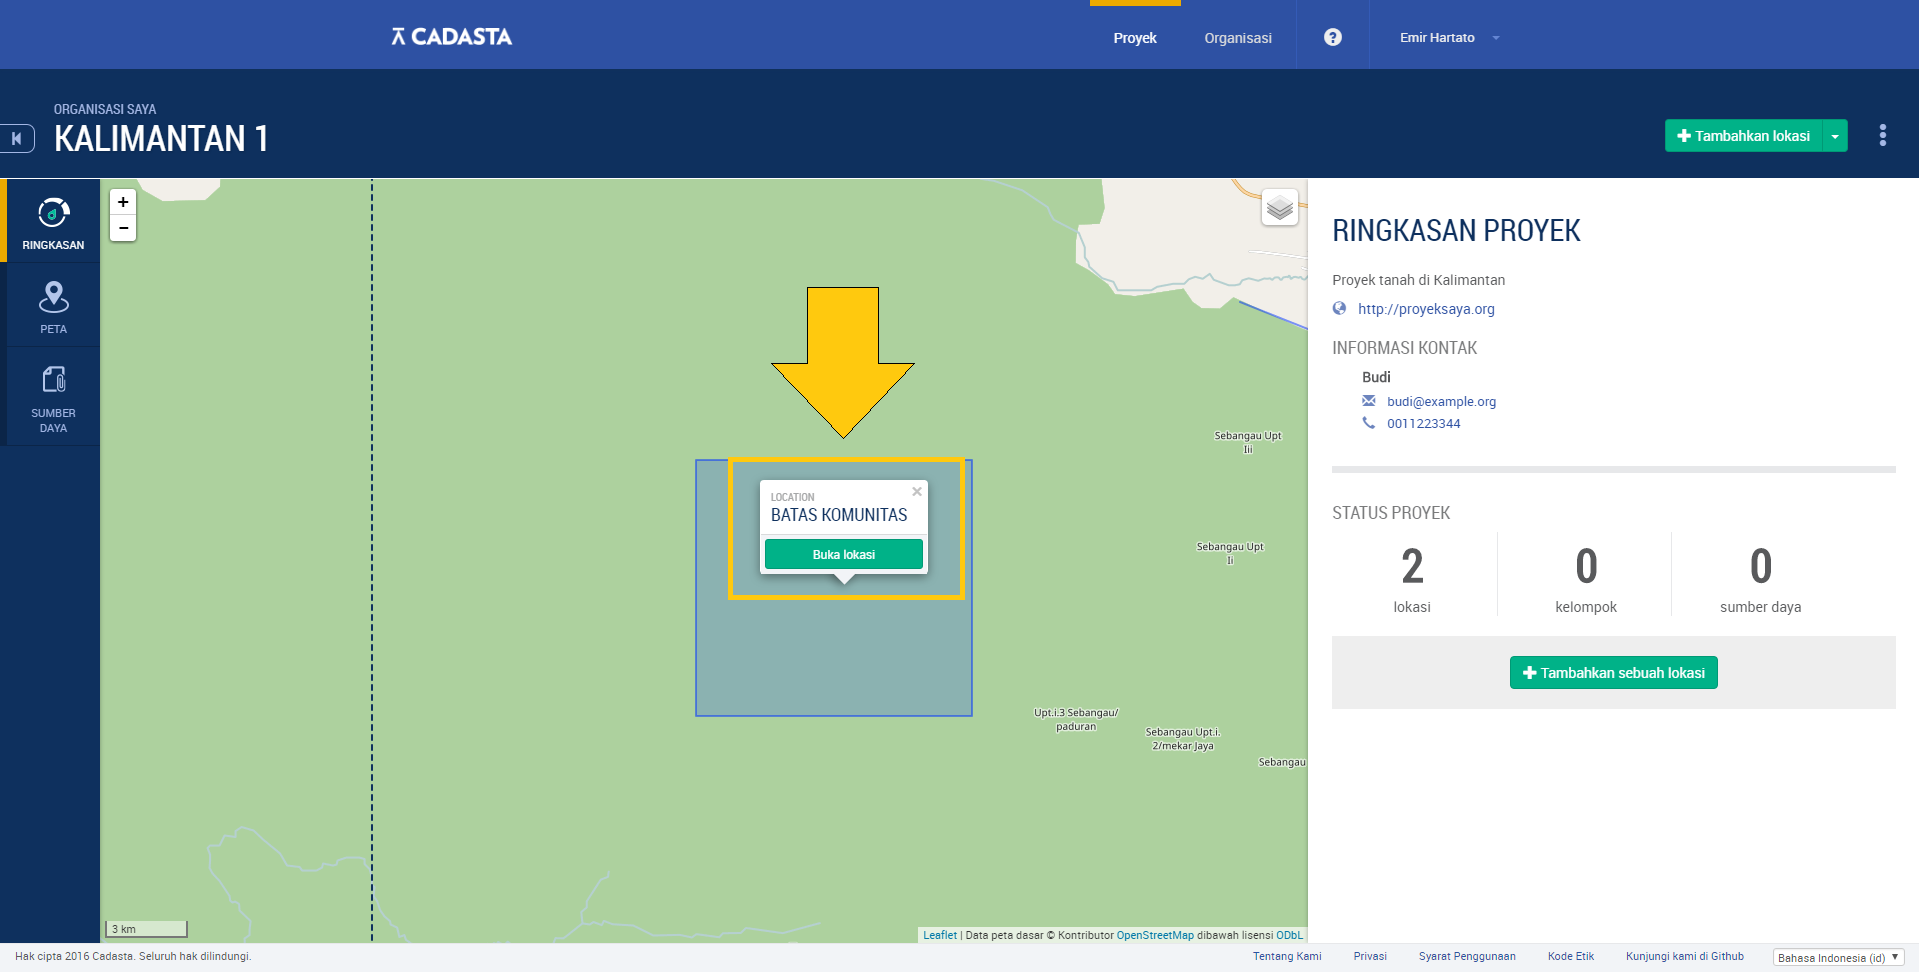 CADASTA
Proyek
Organisasi
?
Emir Hartato
ORGANISASI SAYA
KALIMANTAN 1
Tambahkan lokasi
RINGKASAN
PETA
SUMBER
DAYA
+
-
LOCATION
×
BATAS KOMUNITAS
Buka lokasi
Sebangau Upt
Iii
Sebangau Upt
Ii
Upt.i.3 Sebangau/
paduran
Sebangau Upt.i.
2/mekar Jaya
Sebangau
3 km
Leaflet | Data peta dasar © Kontributor OpenStreetMap dibawah lisensi ODbL
RINGKASAN PROYEK
Proyek tanah di Kalimantan
http://proyeksaya.org
INFORMASI KONTAK
Budi
budi@example.org
0011223344
STATUS PROYEK
2
lokasi
0
kelompok
0
sumber daya
Tambahkan sebuah lokasi
Hak cipta 2016 Cadasta. Seluruh hak dilindungi.
Tentang Kami
Privasi
Syarat Penggunaan
Kode Etik
Kunjungi kami di Github
Bahasa Indonesia (id)